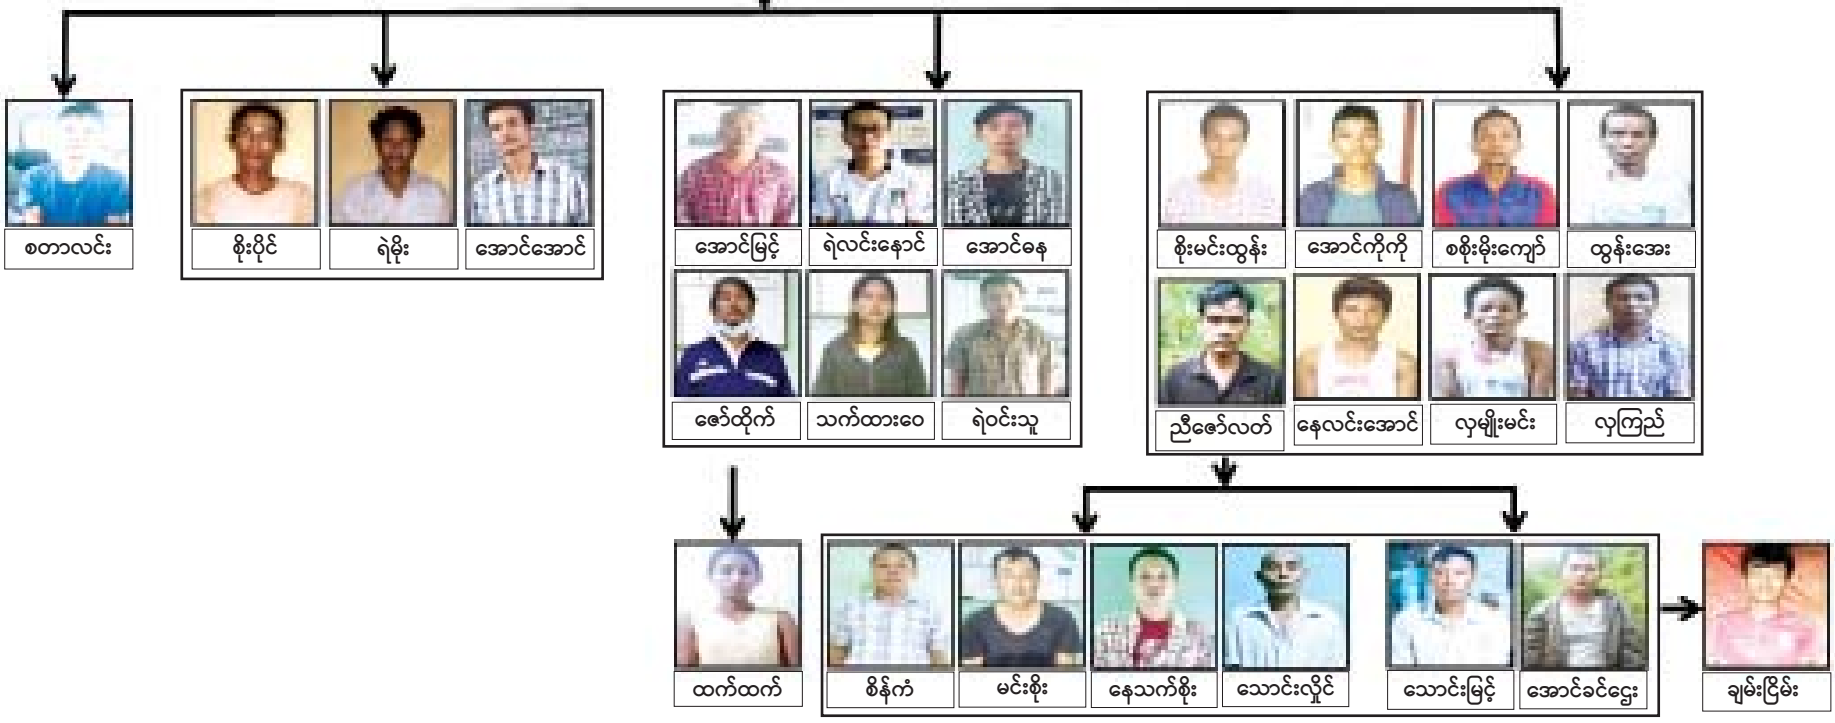 စတာလင်း
စိုးပိုင်
ရဲမိုး
အောင်အောင်
အောင်မြင့်
ရဲလင်းနောင်
အောင်ဓန
စိုးမင်းထွန်း
အောင်ကိုကို
စစိုးမိုးကျော်
ထွန်းအေး
ဇော်ထိုက်
သက်ထားဝေ
ရဲဝင်းသူ
ညီဇော်လတ်
နေလင်းအောင်
လှမျိုးမင်း
လှကြည်
ထက်ထက်
စိန်ကံ
မင်းစိုး
နေသက်စိုး
သောင်းလှိုင်
သောင်းမြင့်
အောင်ခင်ဌေး
ချမ်းငြိမ်း